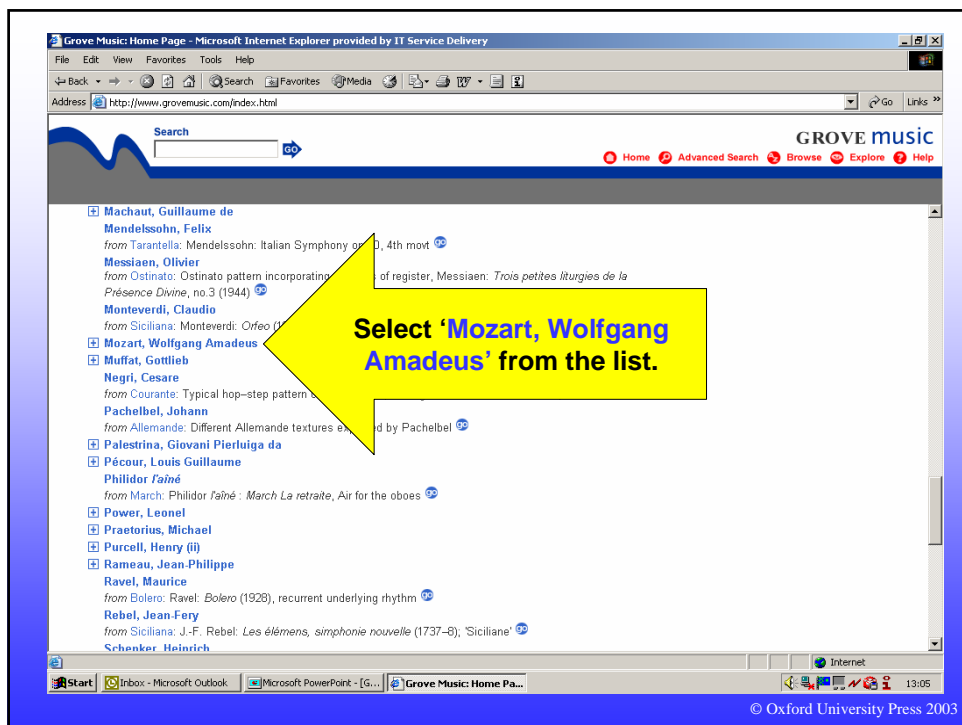 Grove Music: Home Page - Microsoft Internet Explorer provided by IT Service Delivery
File Edit View Favorites Tools Help
Back Search Favorites Media
Address http://www.grovemusic.com/index.html Go Links »
Search
GO
GROVE music
Home Advanced Search Browse Explore Help
Machaut, Guillaume de
Mendelssohn, Felix
from Tarantella: Mendelssohn: Italian Symphony 0, 4th movt go
Messiaen, Olivier
from Ostinato: Ostinato pattern incorporating of register, Messiaen: Trois petites liturgies de la
Présence Divine, no.3 (1944) go
Monteverdi, Claudio
from Siciliana: Monteverdi: Orfeo
Mozart, Wolfgang Amadeus
Muffat, Gottlieb
Negri, Cesare
from Courante: Typical hop–step pattern
Pachelbel, Johann
from Allemande: Different Allemande textures by Pachelbel go
Palestrina, Giovani Pierluiga da
Pécour, Louis Guillaume
Philidor l'aîné
from March: Philidor l'aîné : March La retraite, Air for the oboes go
Power, Leonel
Praetorius, Michael
Purcell, Henry (ii)
Rameau, Jean-Philippe
Ravel, Maurice
from Bolero: Ravel: Bolero (1928), recurrent underlying rhythm go
Rebel, Jean-Fery
from Siciliana: J.-F. Rebel: Les élémens, simphonie nouvelle (1737–8); 'Siciliane' go
Schenker, Heinrich
Select ‘Mozart, Wolfgang
Amadeus’ from the list.
Internet
Start Inbox - Microsoft Outlook Microsoft PowerPoint - [G... Grove Music: Home Pa... 13:05
© Oxford University Press 2003